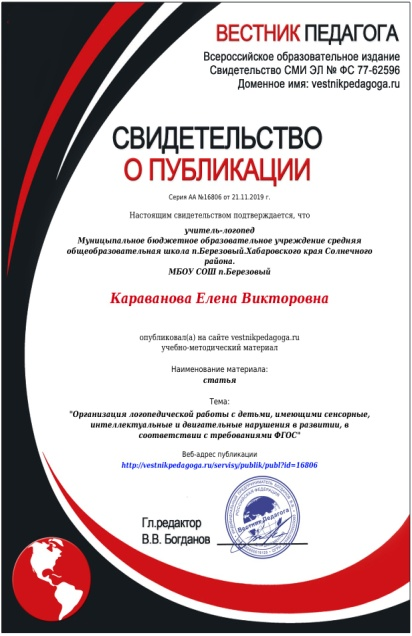 ВЕСТНИК ПЕДАГОГА
Всероссийское образовательное издание
Свидетельство СМИ ЭЛ № ФС 77-62596
Доменное имя: vestnikpedagoga.ru
СВИДЕТЕЛЬСТВО
О ПУБЛИКАЦИИ
Серия АА №16806 от 21.11.2019 г.
Настоящим свидетельством подтверждается, что
учитель-логопед
Муницыпальное бюджетное образовательное учреждение средняя
общеобразовательная школа п.Березовый.Хабаровского края Солнечного
района.
МБОУ СОШ п.Березовый
Караванова Елена Викторовна
опубликовал(а) на сайте vestnikpedagoga.ru
учебно-методический материал
Наименование материала:
статья
Тема:
"Организация логопедической работы с детьми, имеющими сенсорные,
интеллектуальные и двигательные нарушения в развитии, в
соответствии с требованиями ФГОС"
Веб-адрес публикации
http://vestnikpedagoga.ru/servisy/publik/publ?id=16806
Гл.редактор
В.В. Богданов
Вестник Педагога